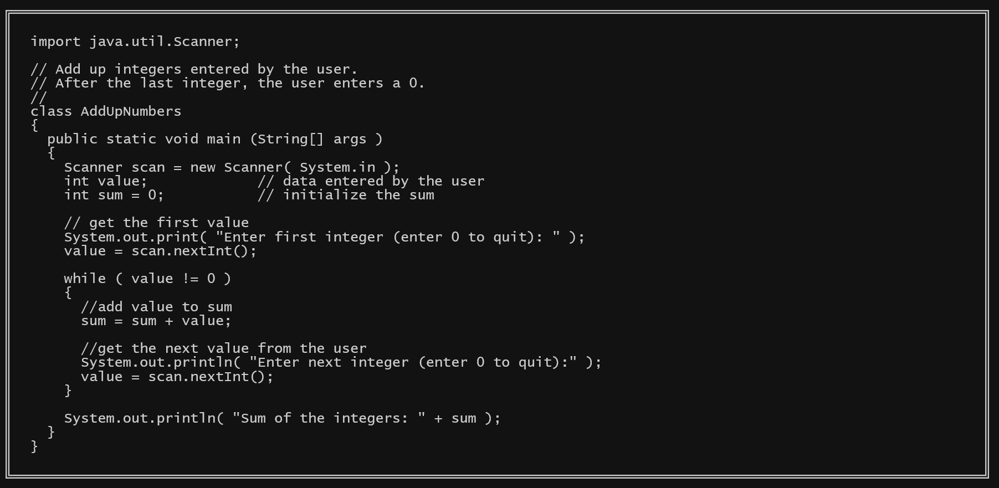 import java.util.Scanner;

// Add up integers entered by the user.
// After the last integer, the user enters a 0.
//
class AddUpNumbers
{
  public static void main (String[] args )
  {
    Scanner scan = new Scanner( System.in );
    int value;             // data entered by the user
    int sum = 0;           // initialize the sum

    // get the first value
    System.out.print( "Enter first integer (enter 0 to quit): " );
    value = scan.nextInt();

    while ( value != 0 )
    {
      //add value to sum
      sum = sum + value;

      //get the next value from the user
      System.out.println( "Enter next integer (enter 0 to quit):" );
      value = scan.nextInt();
    }

    System.out.println( "Sum of the integers: " + sum );
  }
}